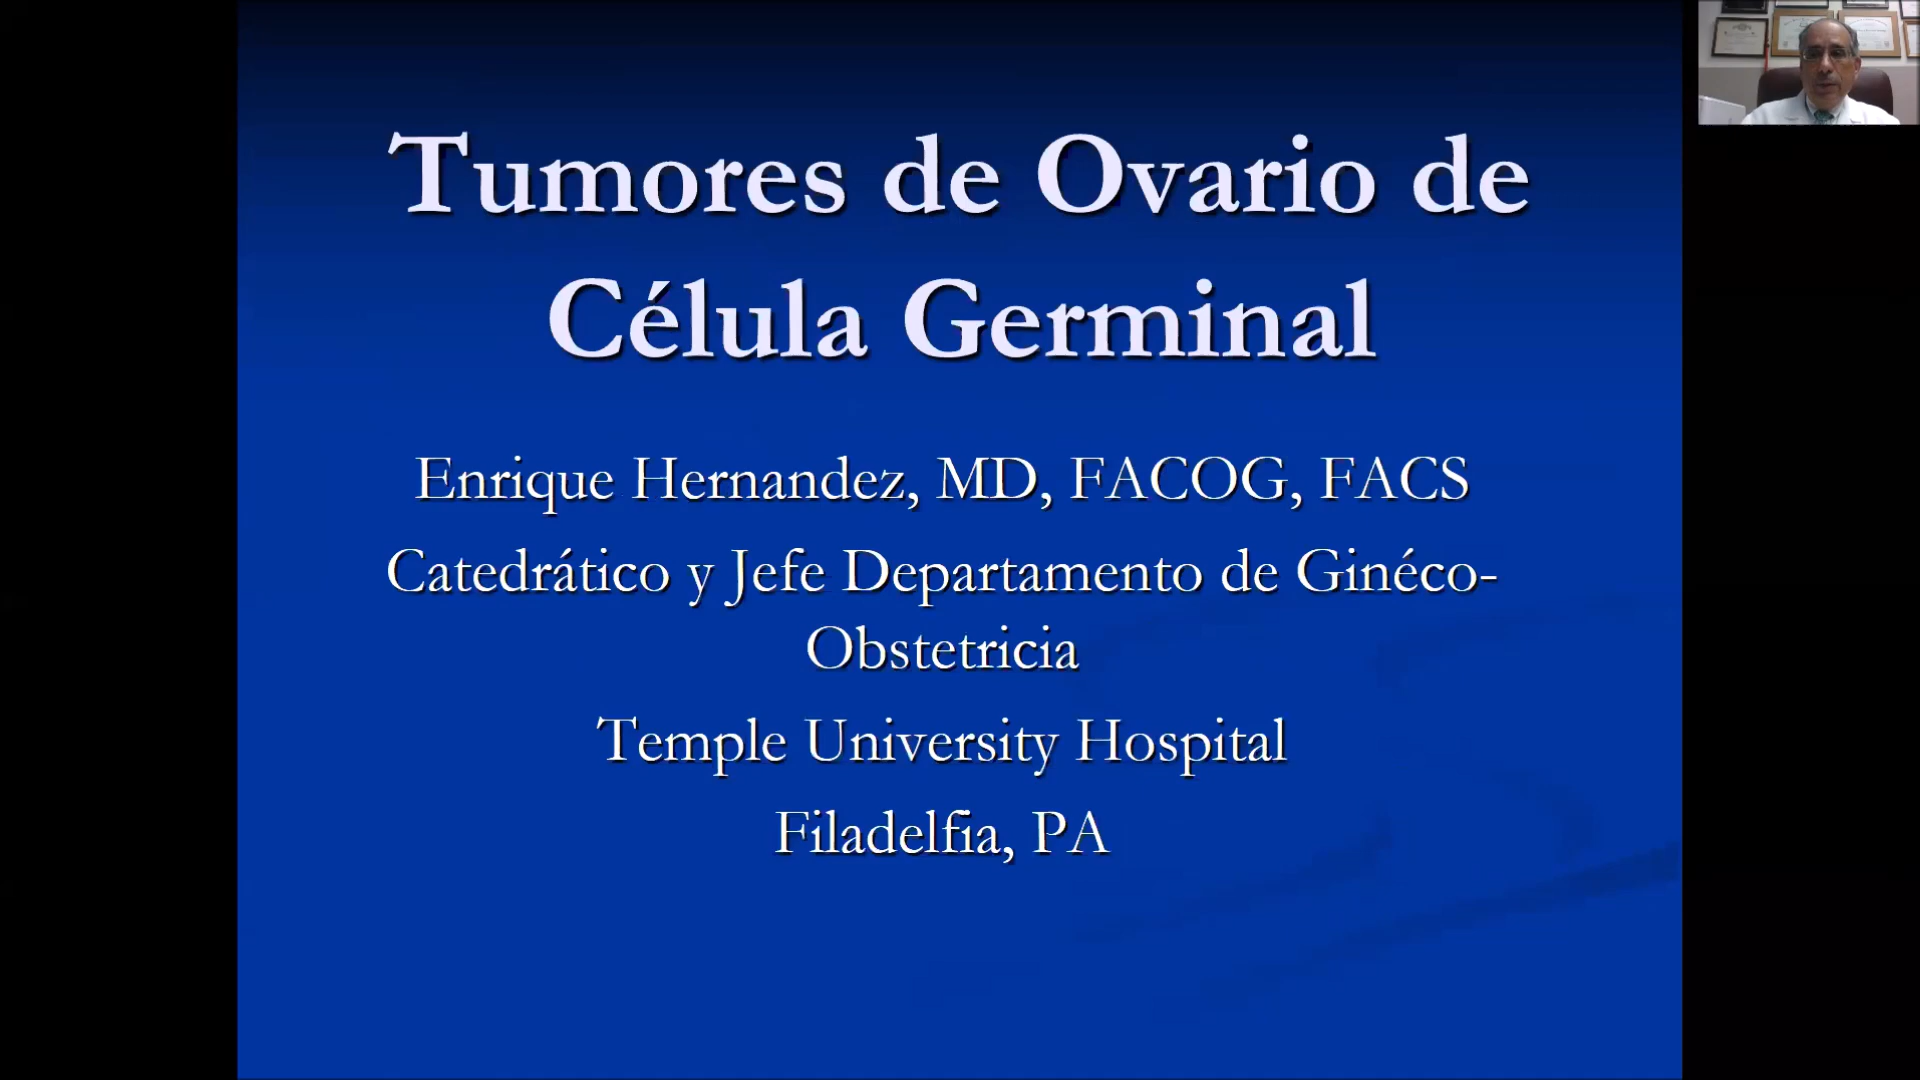 Tumores de Ovario de
Célula Germinal
Enrique Hernandez, MD, FACOG, FACS
Catedrático y Jefe Departamento de Ginéco-
Obstetricia
Temple University Hospital
Filadelfia, PA